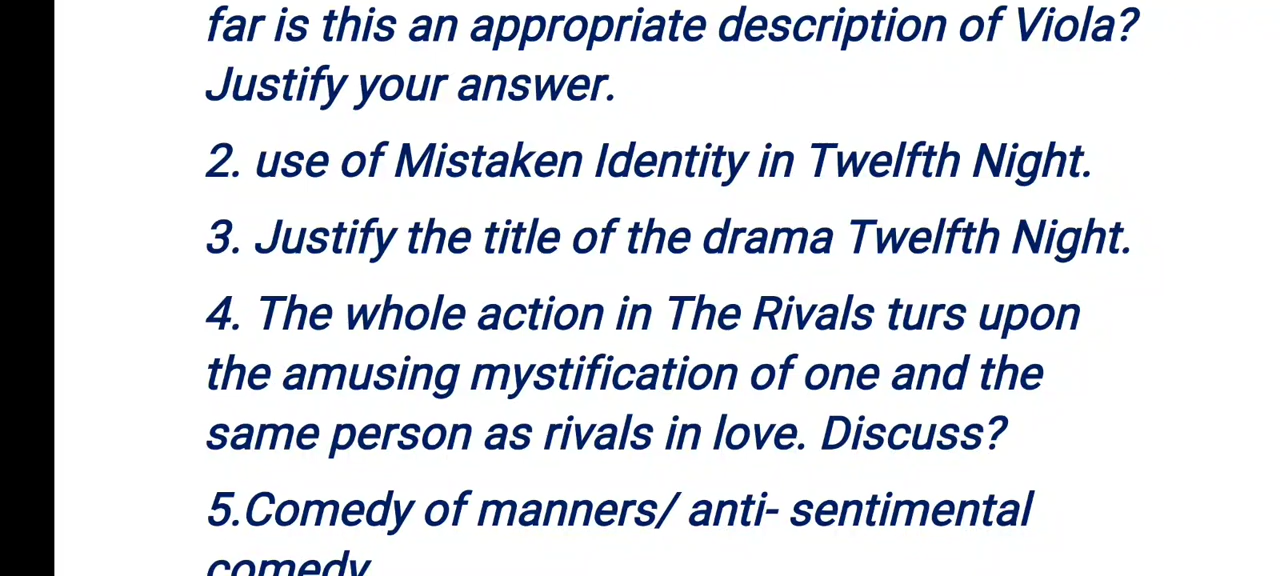 far is this an appropriate description of Viola?
Justify your answer.
2. use of Mistaken Identity in Twelfth Night.
3. Justify the title of the drama Twelfth Night.
4. The whole action in The Rivals turs upon
the amusing mystification of one and the
same person as rivals in love. Discuss?
5.Comedy of manners/ anti- sentimental
comedy